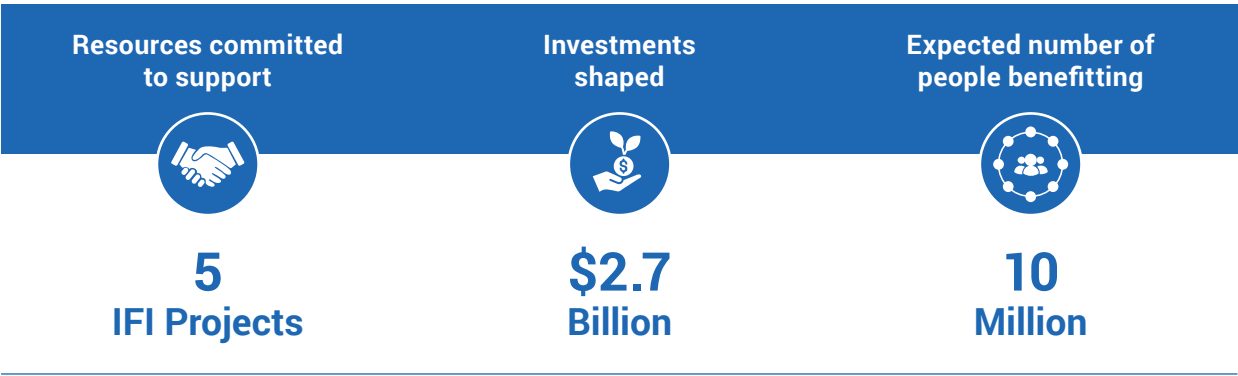 Resources committed
to support
5
IFI Projects
Investments
shaped
$
$2.7
Billion
Expected number of
people benefitting
10
Million